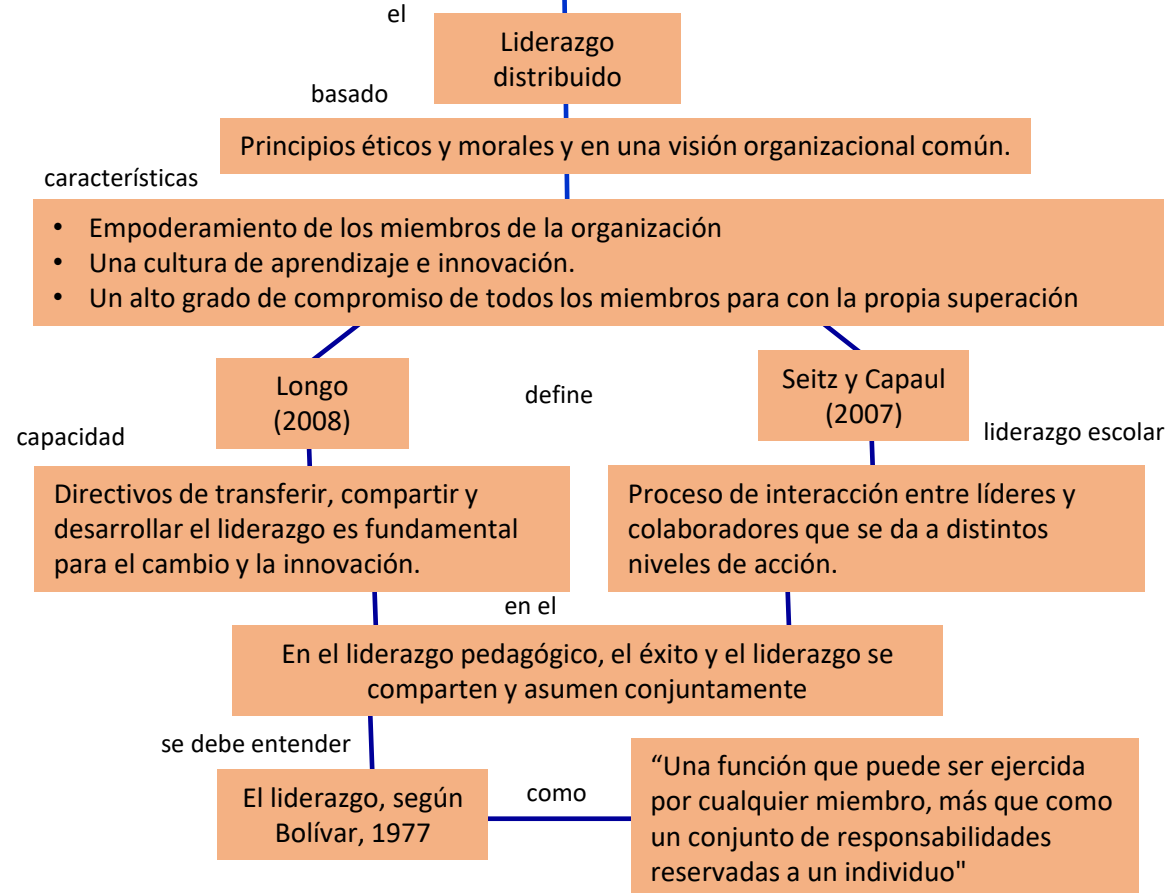 el
Liderazgo
distribuido
basado
Principios éticos y morales y en una visión organizacional común.
características
• Empoderamiento de los miembros de la organización
• Una cultura de aprendizaje e innovación.
• Un alto grado de compromiso de todos los miembros para con la propia superación
Longo
(2008)
define
Seitz y Capaul
(2007)
capacidad
liderazgo escolar
Directivos de transferir, compartir y
desarrollar el liderazgo es fundamental
para el cambio y la innovación.
Proceso de interacción entre líderes y
colaboradores que se da a distintos
niveles de acción.
en el
En el liderazgo pedagógico, el éxito y el liderazgo se
comparten y asumen conjuntamente
se debe entender
El liderazgo, según
Bolívar, 1977
como
“Una función que puede ser ejercida
por cualquier miembro, más que como
un conjunto de responsabilidades
reservadas a un individuo"